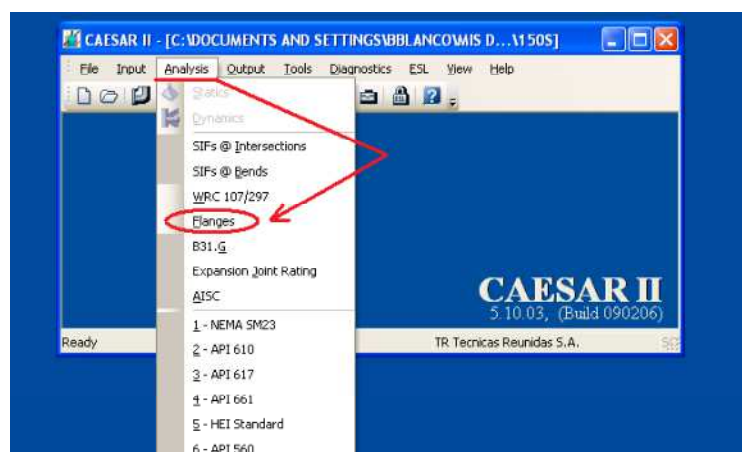 CAESAR II - [C:\DOCUMENTS AND SETTINGS\BBLANCO\MIS D...\150S]
File Input Analysis Output Tools Diagnostics ESL View Help
Statics
Dynamics
SIFs @ Intersections
SIFs @ Bends
WRC 107/297
Flanges
B31.G
Expansion Joint Rating
AISC
1 - NEMA SM23
2 - API 610
3 - API 617
4 - API 661
5 - HEI Standard
6 - API 560
CAESAR II
5.10.03, (Build 090206)
Ready TR Tecnicas Reunidas S.A.